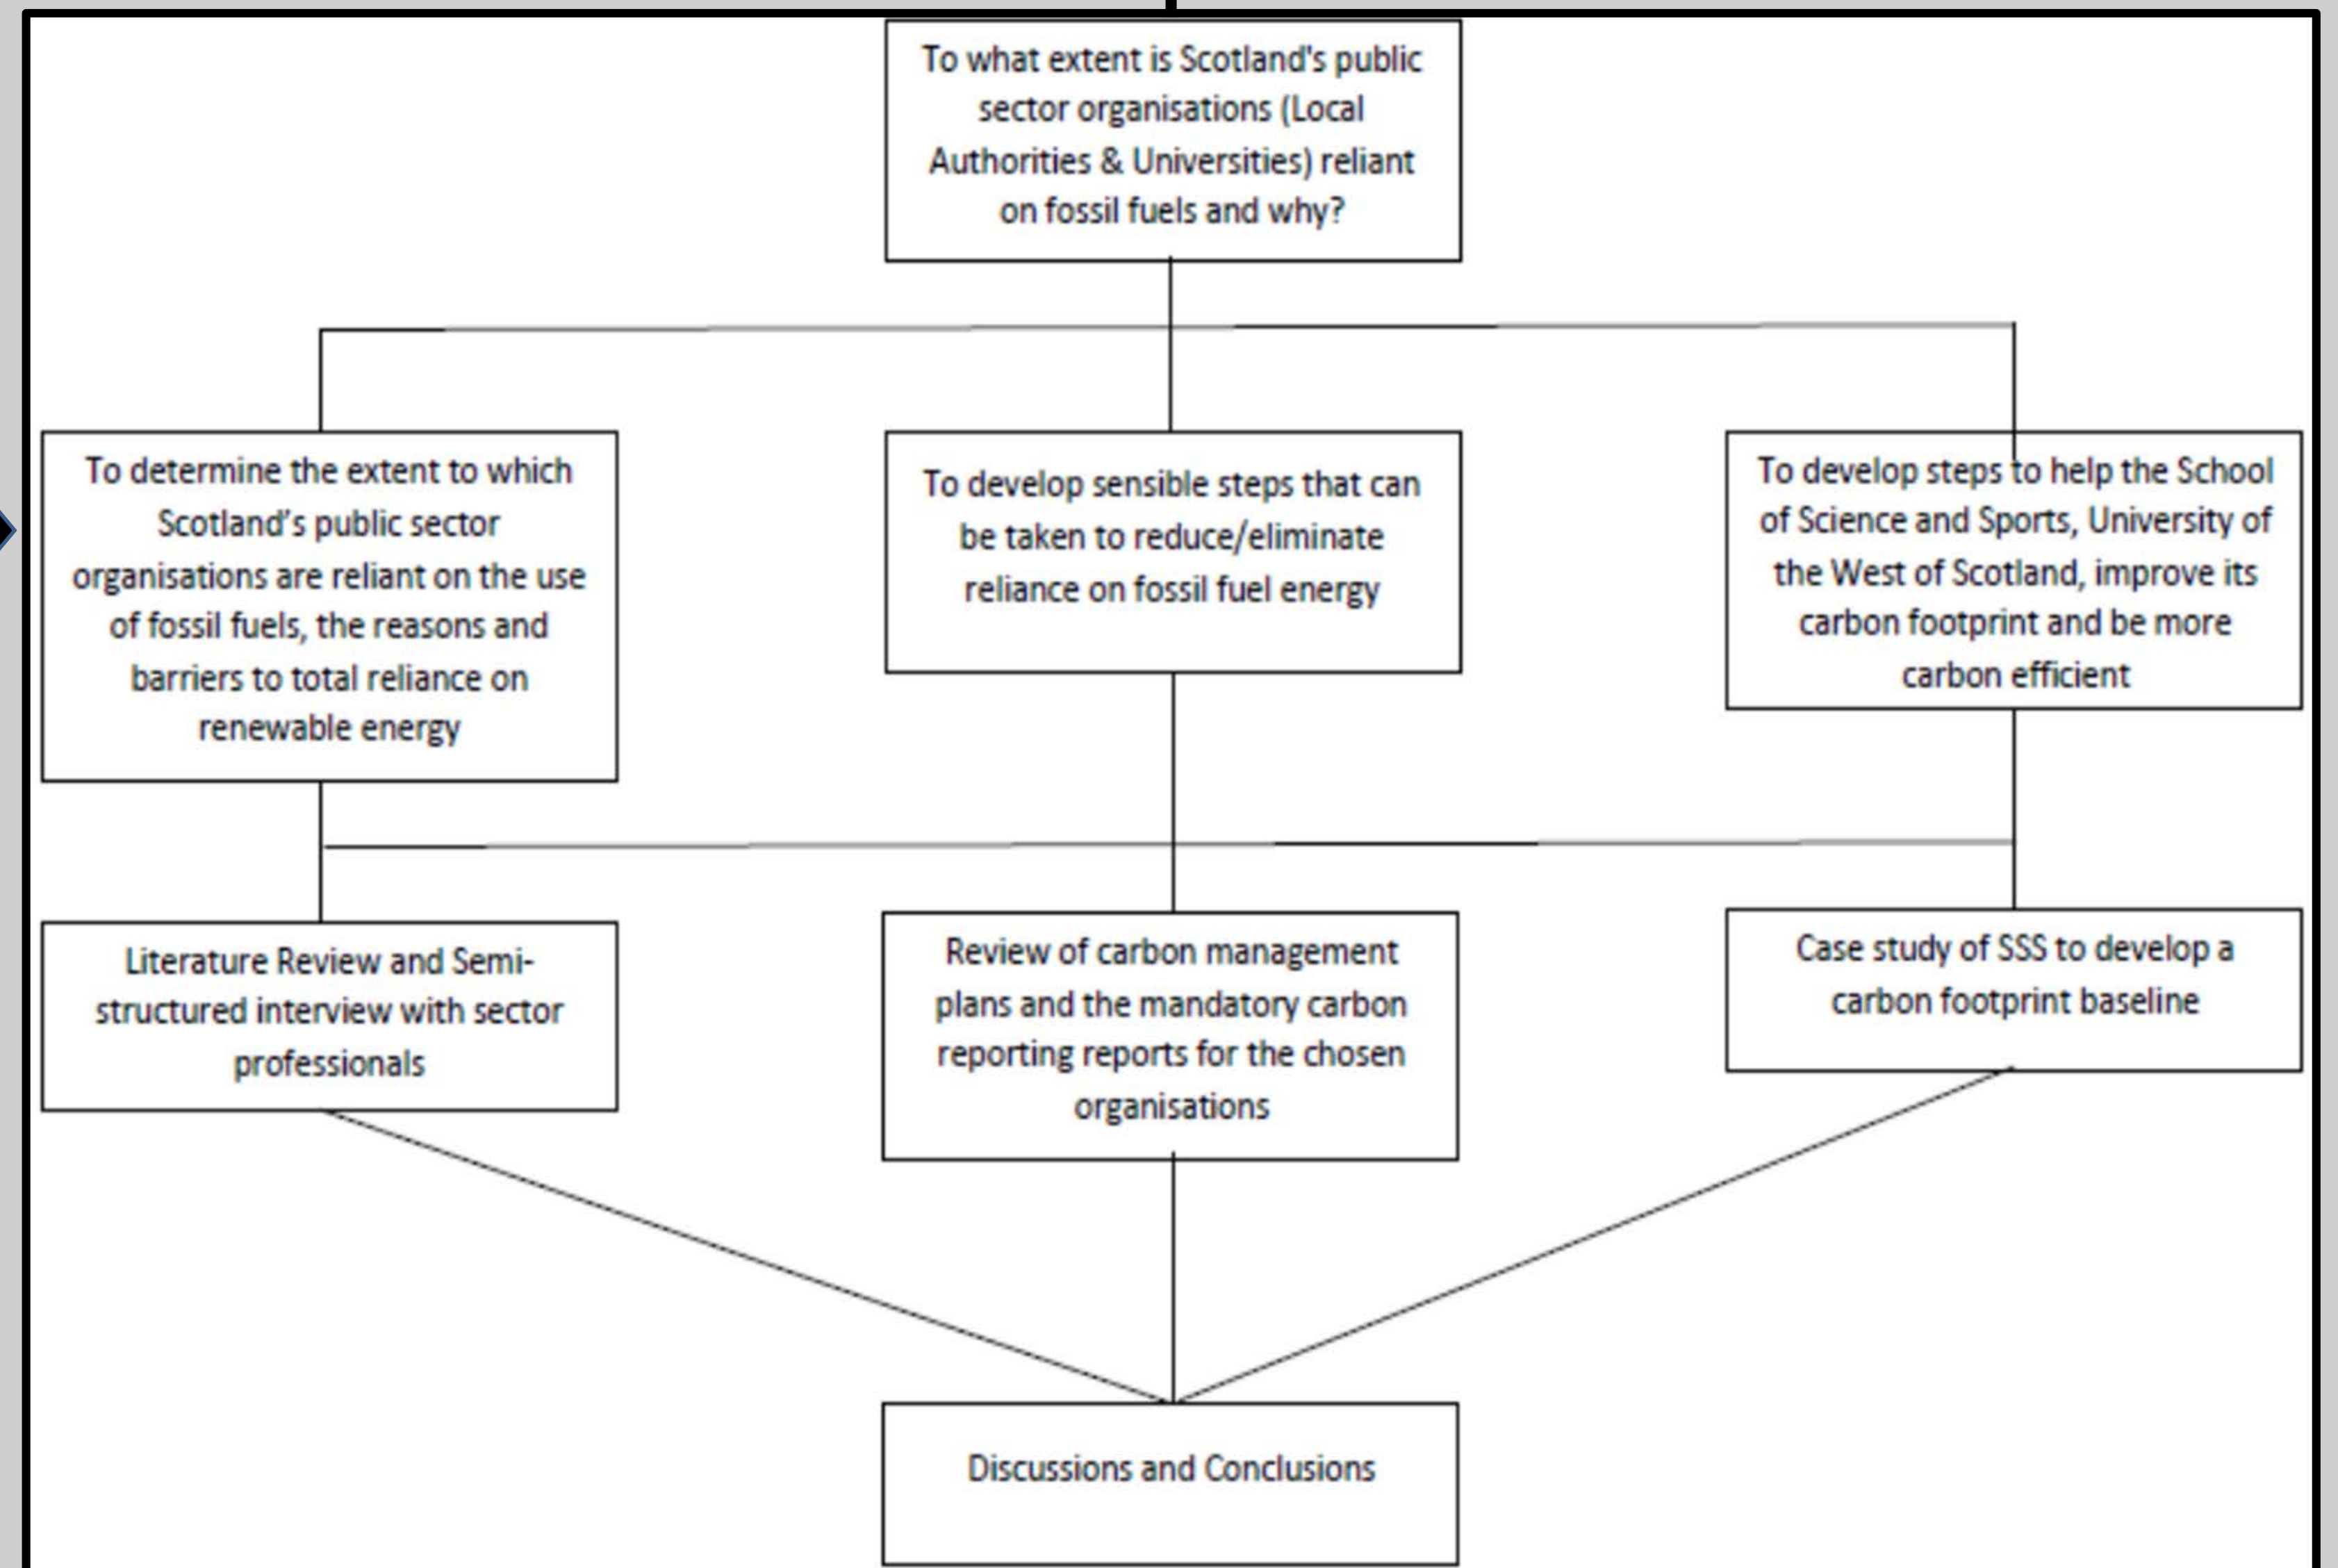 To what extent is Scotland's public
sector organisations (Local
Authorities & Universities) reliant
on fossil fuels and why?
To determine the extent to which
Scotland’s public sector
organisations are reliant on the use
of fossil fuels, the reasons and
barriers to total reliance on
renewable energy
To develop sensible steps that can
be taken to reduce/eliminate
reliance on fossil fuel energy
To develop steps to help the School
of Science and Sports, University of
the West of Scotland, improve its
carbon footprint and be more
carbon efficient
Literature Review and Semi-
structured interview with sector
professionals
Review of carbon management
plans and the mandatory carbon
reporting reports for the chosen
organisations
Case study of SSS to develop a
carbon footprint baseline
Discussions and Conclusions